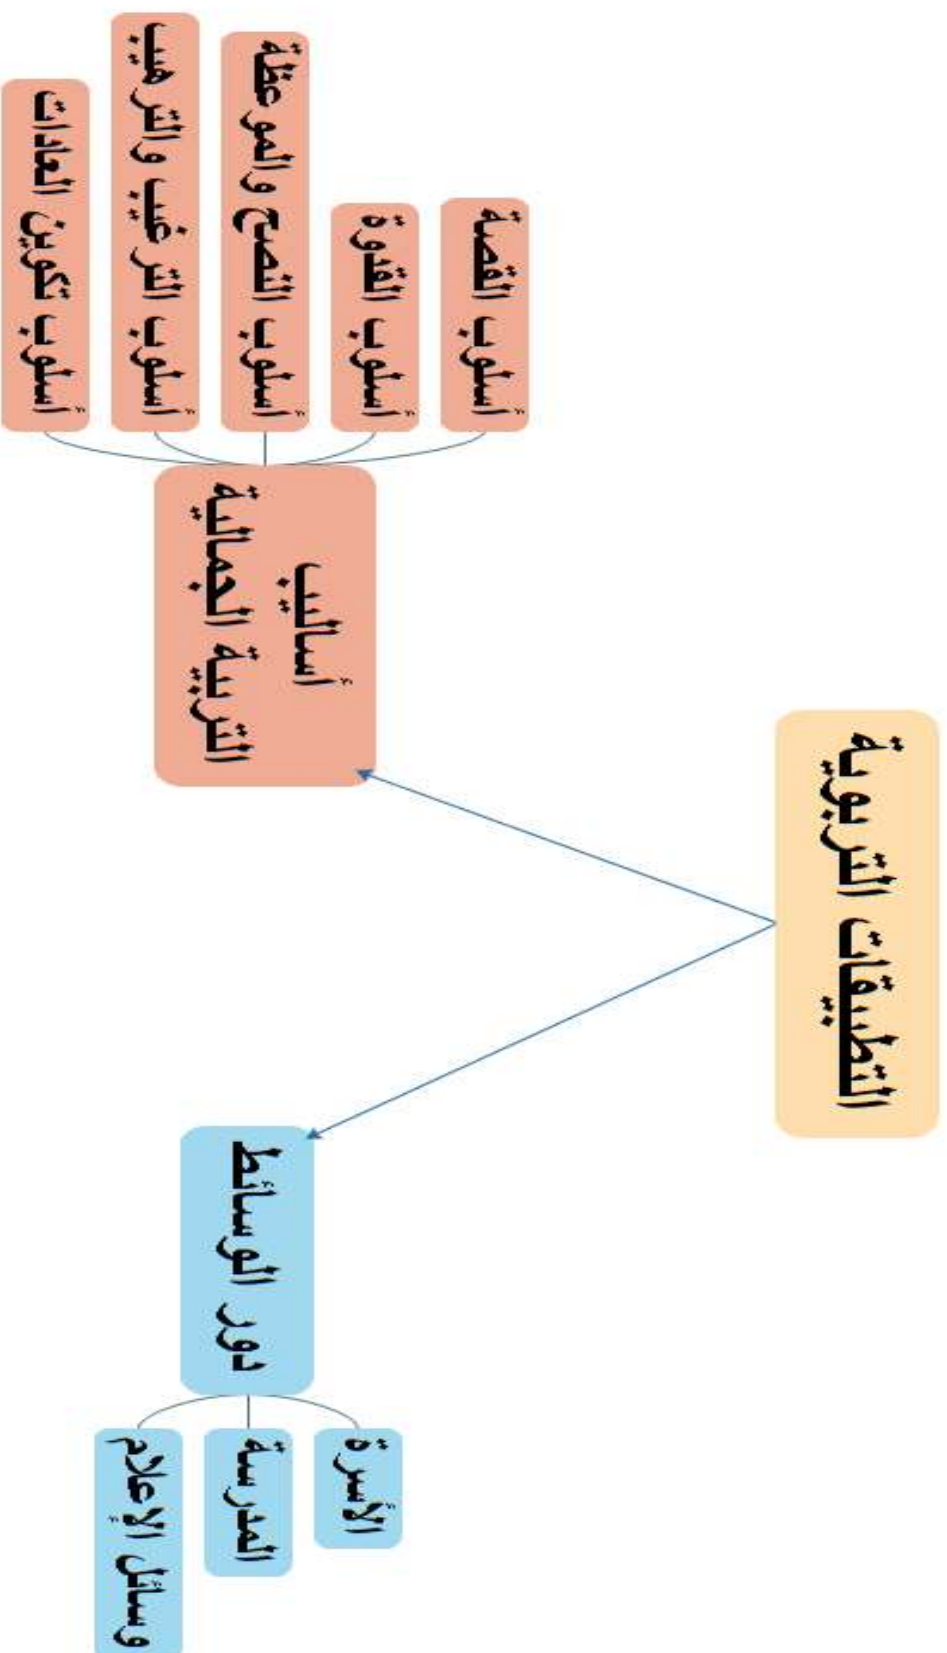 التطبيقات التربوية
أساليب
التربية الجمالية
أسلوب القصة
أسلوب القدوة
أسلوب النصح والموعظة
أسلوب الترغيب والترهيب
أسلوب تكوين العادات
دور الوسائط
الأسرة
المدرسة
وسائل الإعلام